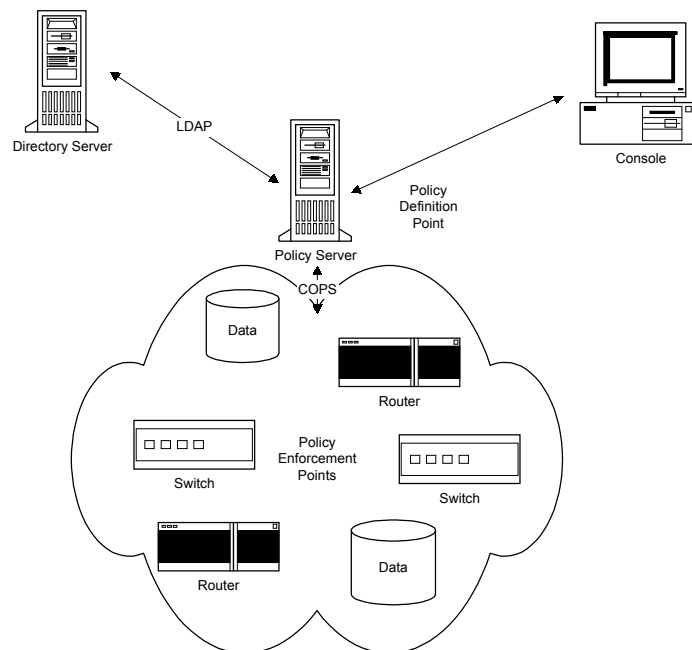 Directory Server
LDAP
Console
Policy
Definition
Point
Policy Server
COPS
Data
Router
Switch
Policy
Enforcement
Points
Switch
Router
Data